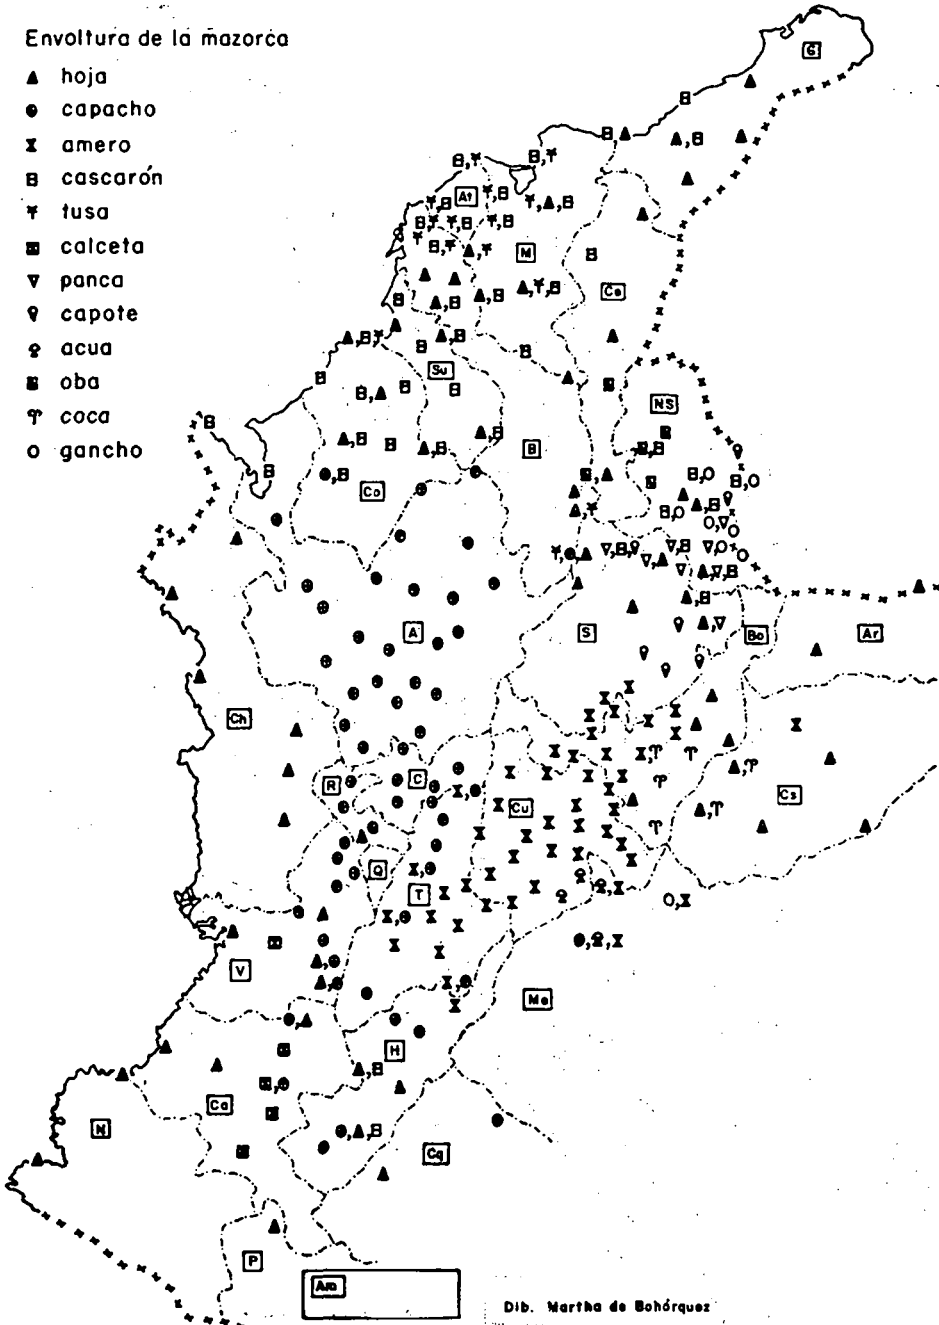 Envoltura de la mazorca
hoja
capacho
amero
cascarón
tusa
calceta
panca
capote
acua
oba
coca
gancho
G
At
M
Ce
Su
NS
B
Co
A
S
Bo
Ar
Ch
R
C
Cu
Cs
Q
T
V
Me
H
Ca
N
Cq
P
Am
Dib. Martha de Bohórquez